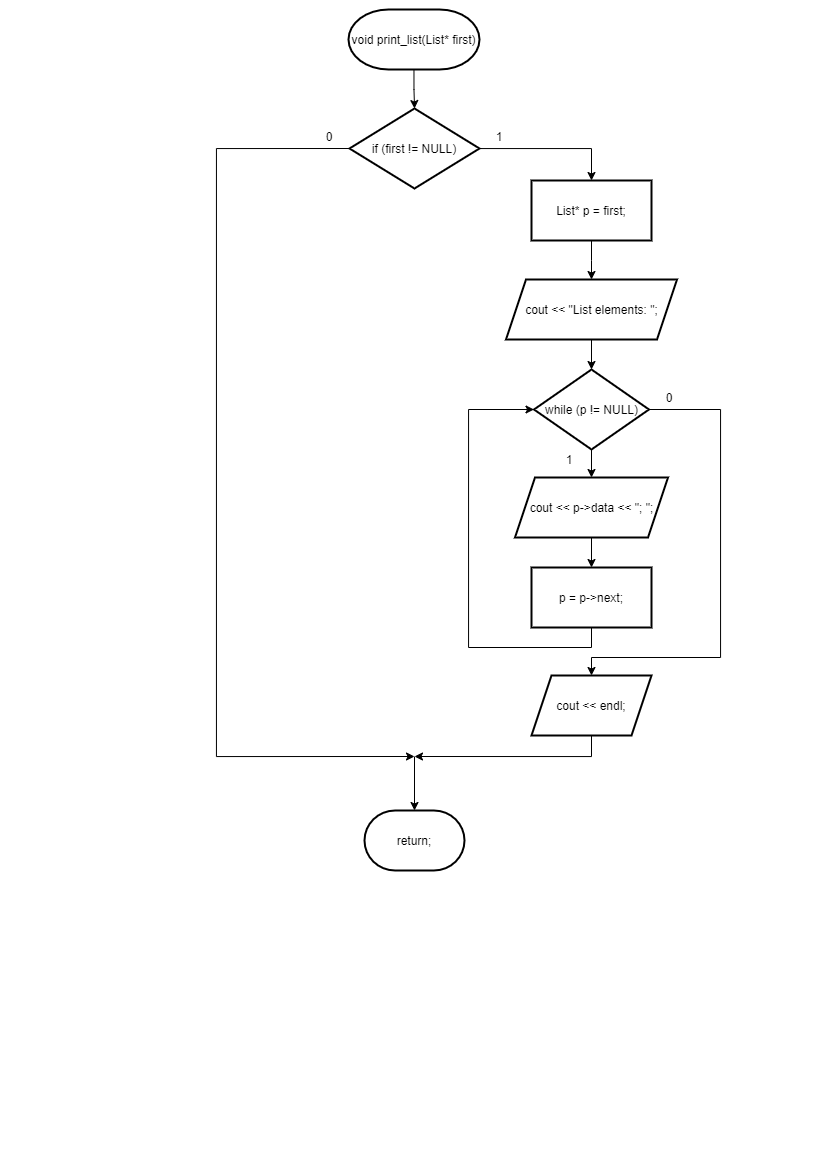 void print_list(List* first)
0
1
if (first != NULL)
List* p = first;
cout << "List elements: ";
while (p != NULL)
0
1
cout << p->data << "; ";
p = p->next;
cout << endl;
return;